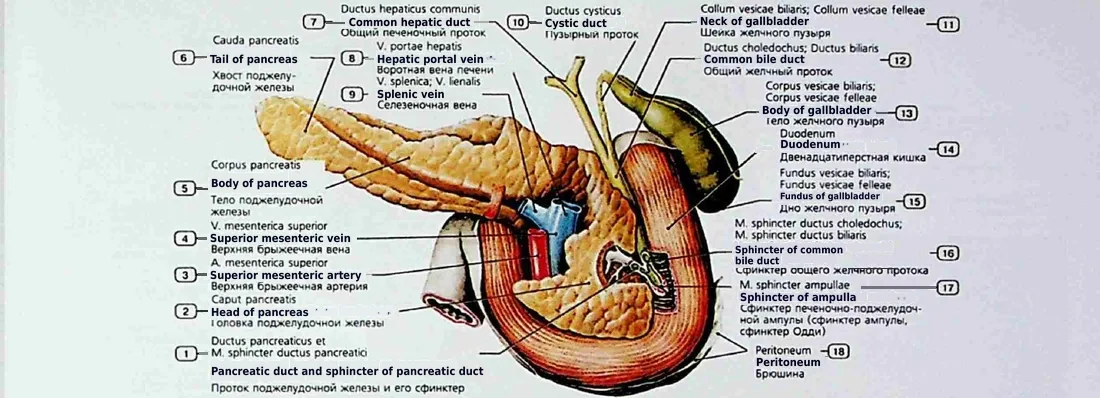 Ductus hepaticus communis
7
Common hepatic duct
Общий печеночный проток
Ductus cysticus
10
Cystic duct
Пузырный проток
Collum vesicae biliaris; Collum vesicae felleae
Neck of gallbladder
11
Шейка желчного пузыря
Cauda pancreatis
6
Tail of pancreas
Хвост поджелу-
дочной железы
V. portae hepatis
8
Hepatic portal vein
Воротная вена печени
V. splenica; V. lienalis
9
Splenic vein
Селезеночная вена
Ductus choledochus; Ductus biliaris
Common bile duct
12
Общий желчный проток
Corpus vesicae biliaris;
Corpus vesicae felleae
Body of gallbladder
13
Тело желчного пузыря
Duodenum
Duodenum
14
Двенадцатиперстная кишка
Corpus pancreatis
5
Body of pancreas
Тело поджелудочной
железы
Fundus vesicae biliaris;
Fundus vesicae felleae
Fundus of gallbladder
15
Дно желчного пузыря
V. mesenterica superior
4
Superior mesenteric vein
Верхняя брыжеечная вена
A. mesenterica superior
3
Superior mesenteric artery
Верхняя брыжеечная артерия
M. sphincter ductus choledochus;
M. sphincter ductus biliaris
Sphincter of common
bile duct
16
Сфинктер общего желчного протока
Caput pancreatis
2
Head of pancreas
Головка поджелудочной железы
M. sphincter ampullae
17
Sphincter of ampulla
Сфинктер печеночно-поджелудоч-
ной ампулы (сфинктер ампулы,
сфинктер Одди)
Ductus pancreaticus et
1
M. sphincter ductus pancreatici
Pancreatic duct and sphincter of pancreatic duct
Проток поджелудочной железы и его сфинктер
Peritoneum
18
Peritoneum
Брюшина